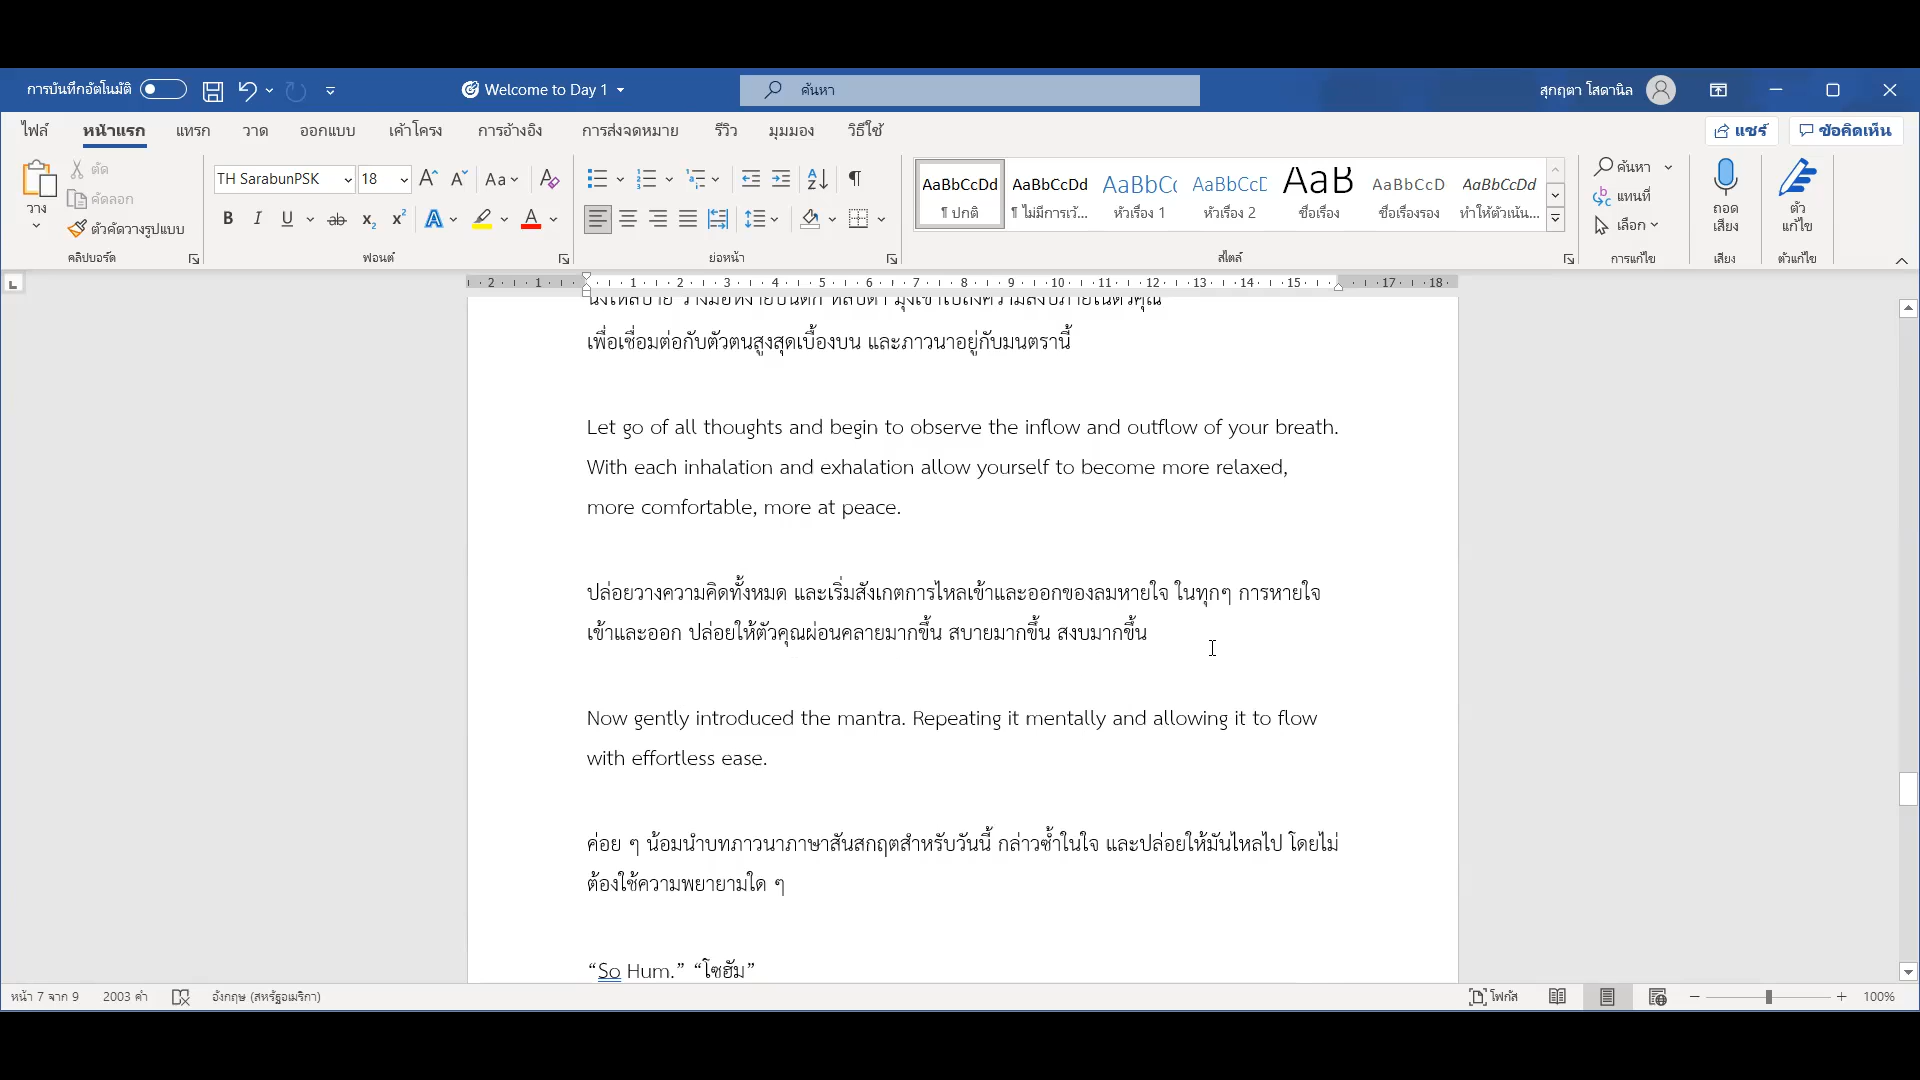 การบันทึกอัตโนมัติ
Welcome to Day 1
ค้นหา
สุกฤตา โสดานิล
ไฟล์ หน้าแรก แทรก วาด ออกแบบ เค้าโครง การอ้างอิง การส่งจดหมาย รีวิว มุมมอง วิธีใช้
แชร์ ข้อคิดเห็น
วาง
ตัด
คัดลอก
ตัวคัดวางรูปแบบ
คลิปบอร์ด
TH SarabunPSK 18
ฟอนต์
ย่อหน้า
AaBbCcDd AaBbCcDd AaBbC AaBbCcD AaB AaBbCcD AaBbCcDd
¶ ปกติ ¶ ไม่มีการเว้... หัวเรื่อง 1 หัวเรื่อง 2 ชื่อเรื่อง ชื่อเรื่องรอง ทำให้ตัวเน้น...
สไตล์
ค้นหา
แทนที่
เลือก
การแก้ไข
ถอดเสียง
เสียง
ตัวแก้ไข
ตัวแก้ไข
2 1 1 2 3 4 5 6 7 8 9 10 11 12 13 14 15 17 18
เพื่อเชื่อมต่อกับตัวตนสูงสุดเบื้องบน และภาวนาอยู่กับมนตรานี้
Let go of all thoughts and begin to observe the inflow and outflow of your breath.
With each inhalation and exhalation allow yourself to become more relaxed,
more comfortable, more at peace.
ปล่อยวางความคิดทั้งหมด และเริ่มสังเกตการไหลเข้าและออกของลมหายใจ ในทุกๆ การหายใจ
เข้าและออก ปล่อยให้ตัวคุณผ่อนคลายมากขึ้น สบายมากขึ้น สงบมากขึ้น
Now gently introduced the mantra. Repeating it mentally and allowing it to flow
with effortless ease.
ค่อย ๆ น้อมนำบทภาวนาภาษาสันสกฤตสำหรับวันนี้ กล่าวซ้ำในใจ และปล่อยให้มันไหลไป โดยไม่
ต้องใช้ความพยายามใด ๆ
“So Hum.” “โซฮัม”
หน้า 7 จาก 9 2003 คำ อังกฤษ (สหรัฐอเมริกา)
โฟกัส
100%